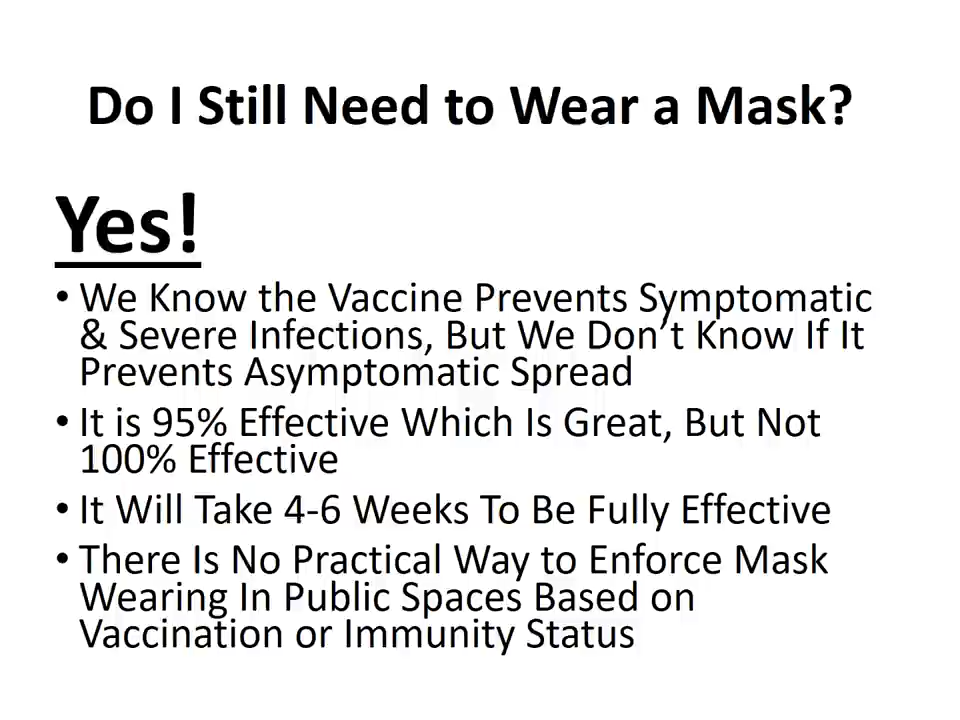 Do I Still Need to Wear a Mask?
Yes!
• We Know the Vaccine Prevents Symptomatic
& Severe Infections, But We Don't Know If It
Prevents Asymptomatic Spread
• It is 95% Effective Which Is Great, But Not
100% Effective
• It Will Take 4-6 Weeks To Be Fully Effective
• There Is No Practical Way to Enforce Mask
Wearing In Public Spaces Based on
Vaccination or Immunity Status